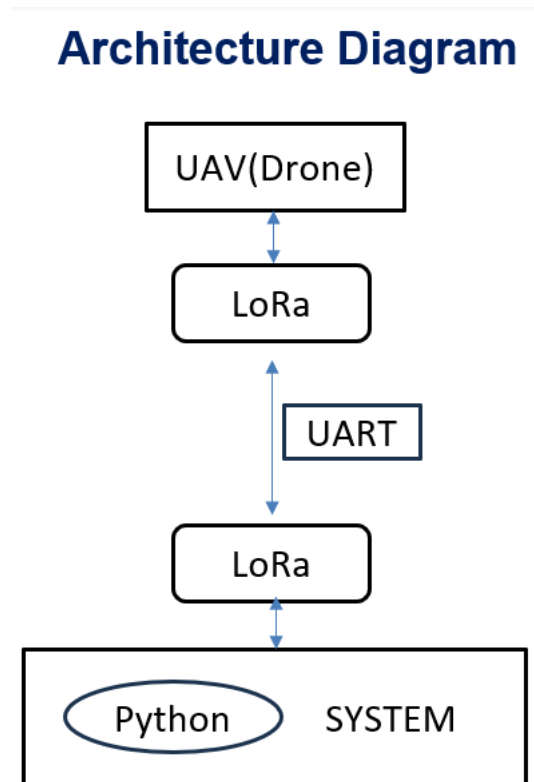 Architecture Diagram
UAV(Drone)
LoRa
UART
LoRa
Python SYSTEM